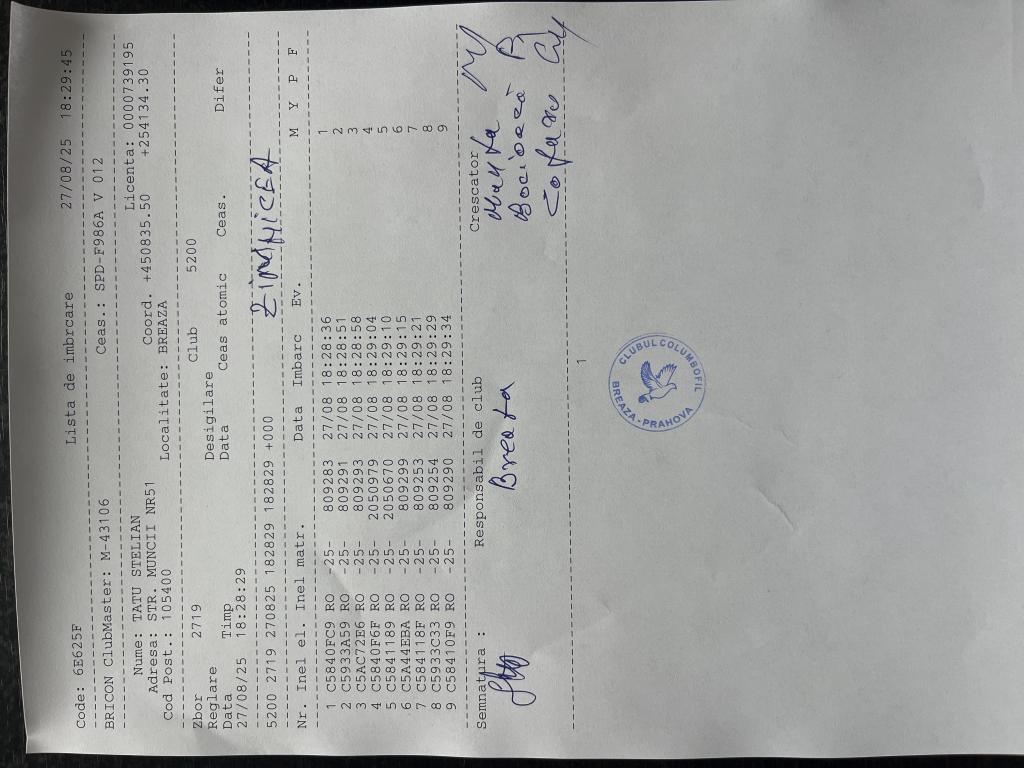 Code: 6E625F Lista de imbrcare 27/08/25 18:29:45
BRICON ClubMaster: M-43106 Ceas.: SPD-F986A V 012
Nume: TATU STELIAN Licenta: 0000739195
Adresa: STR. MUNCII NR51 Coord. +450835.50 +254134.30
Cod Post.: 105400 Localitate: BREAZA
Zbor 2719 Club 5200
Reglare Desigilare
Data Timp Data Ceas atomic Ceas. Difer
27/08/25 18:28:29
5200 2719 270825 182829 182829 +000 ZIMNICEA
Nr. Inel el. Inel matr. Data Imbarc Ev. M Y P F
1 C5840FC9 RO -25- 809283 27/08 18:28:36 1
2 C5933A59 RO -25- 809291 27/08 18:28:51 2
3 C5AC72E6 RO -25- 809293 27/08 18:28:58 3
4 C5840F6F RO -25- 2050979 27/08 18:29:04 4
5 C5841189 RO -25- 2050670 27/08 18:29:10 5
6 C5A44EBA RO -25- 809299 27/08 18:29:15 6
7 C584118F RO -25- 809253 27/08 18:29:21 7
8 C5933C33 RO -25- 809254 27/08 18:29:29 8
9 C58410F9 RO -25- 809290 27/08 18:29:34 9
Semnatura : Responsabil de club Crescator
Breaza
1
CLUBUL COLUMBOFIL
BREAZA - PRAHOVA